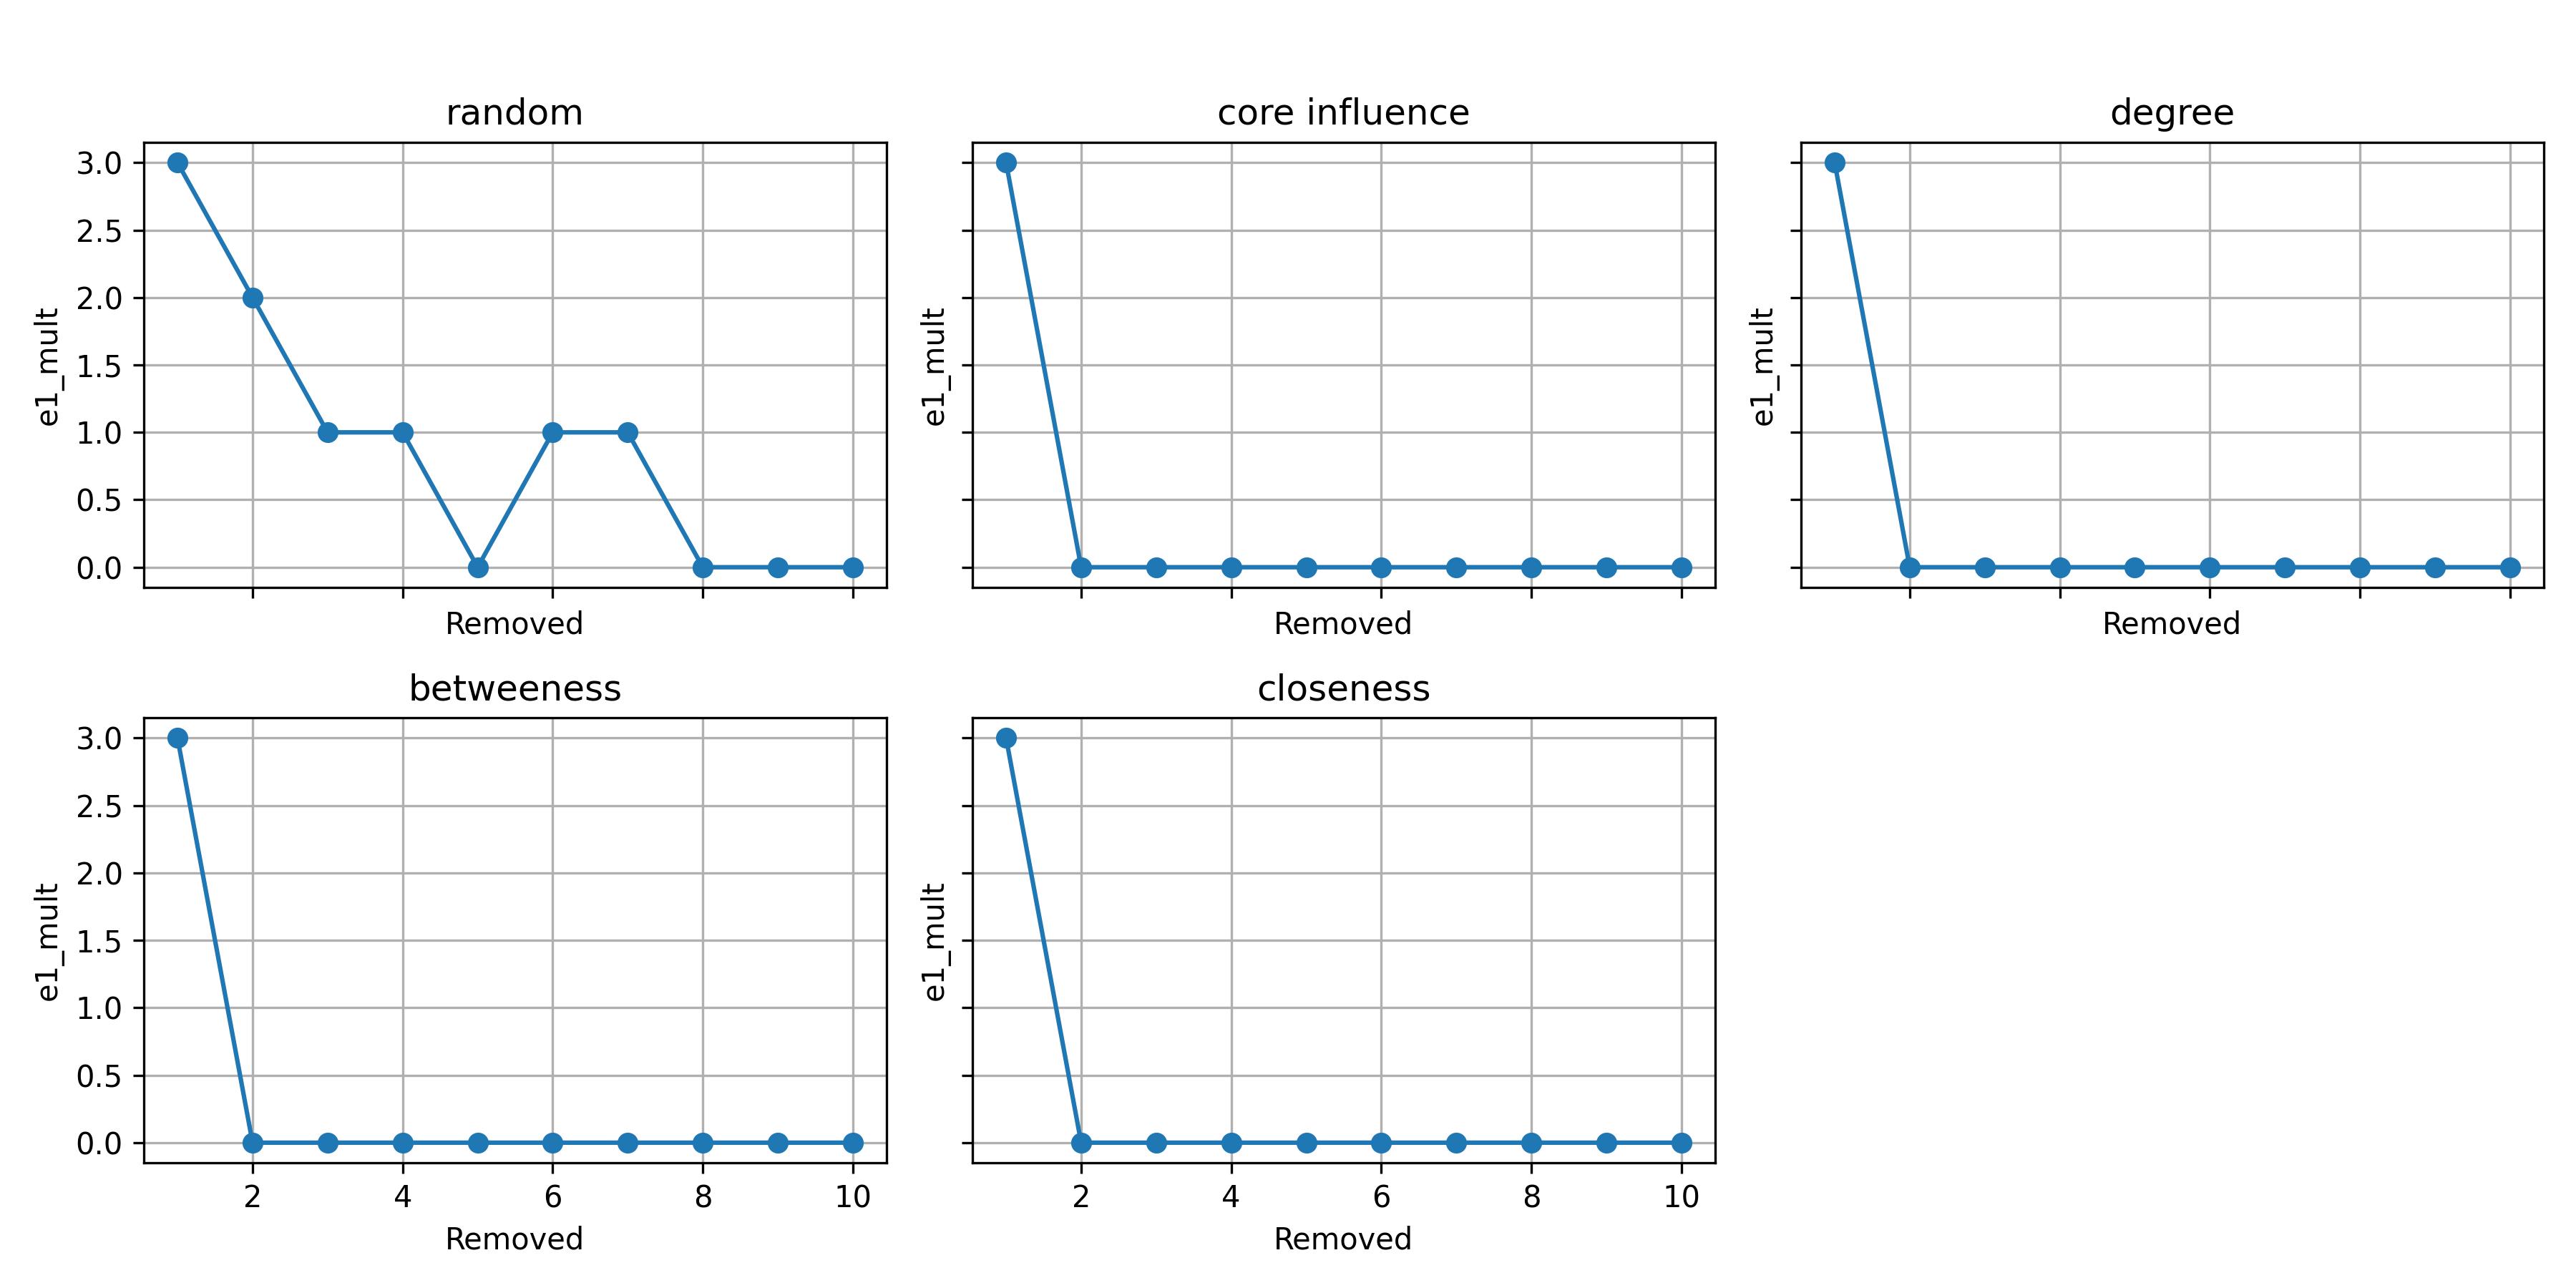 random
3.0
2.5
2.0
1.5
1.0
0.5
0.0
e1_mult
Removed
core influence
e1_mult
Removed
degree
e1_mult
Removed
betweeness
3.0
2.5
2.0
1.5
1.0
0.5
0.0
e1_mult
2 4 6 8 10
Removed
closeness
e1_mult
2 4 6 8 10
Removed